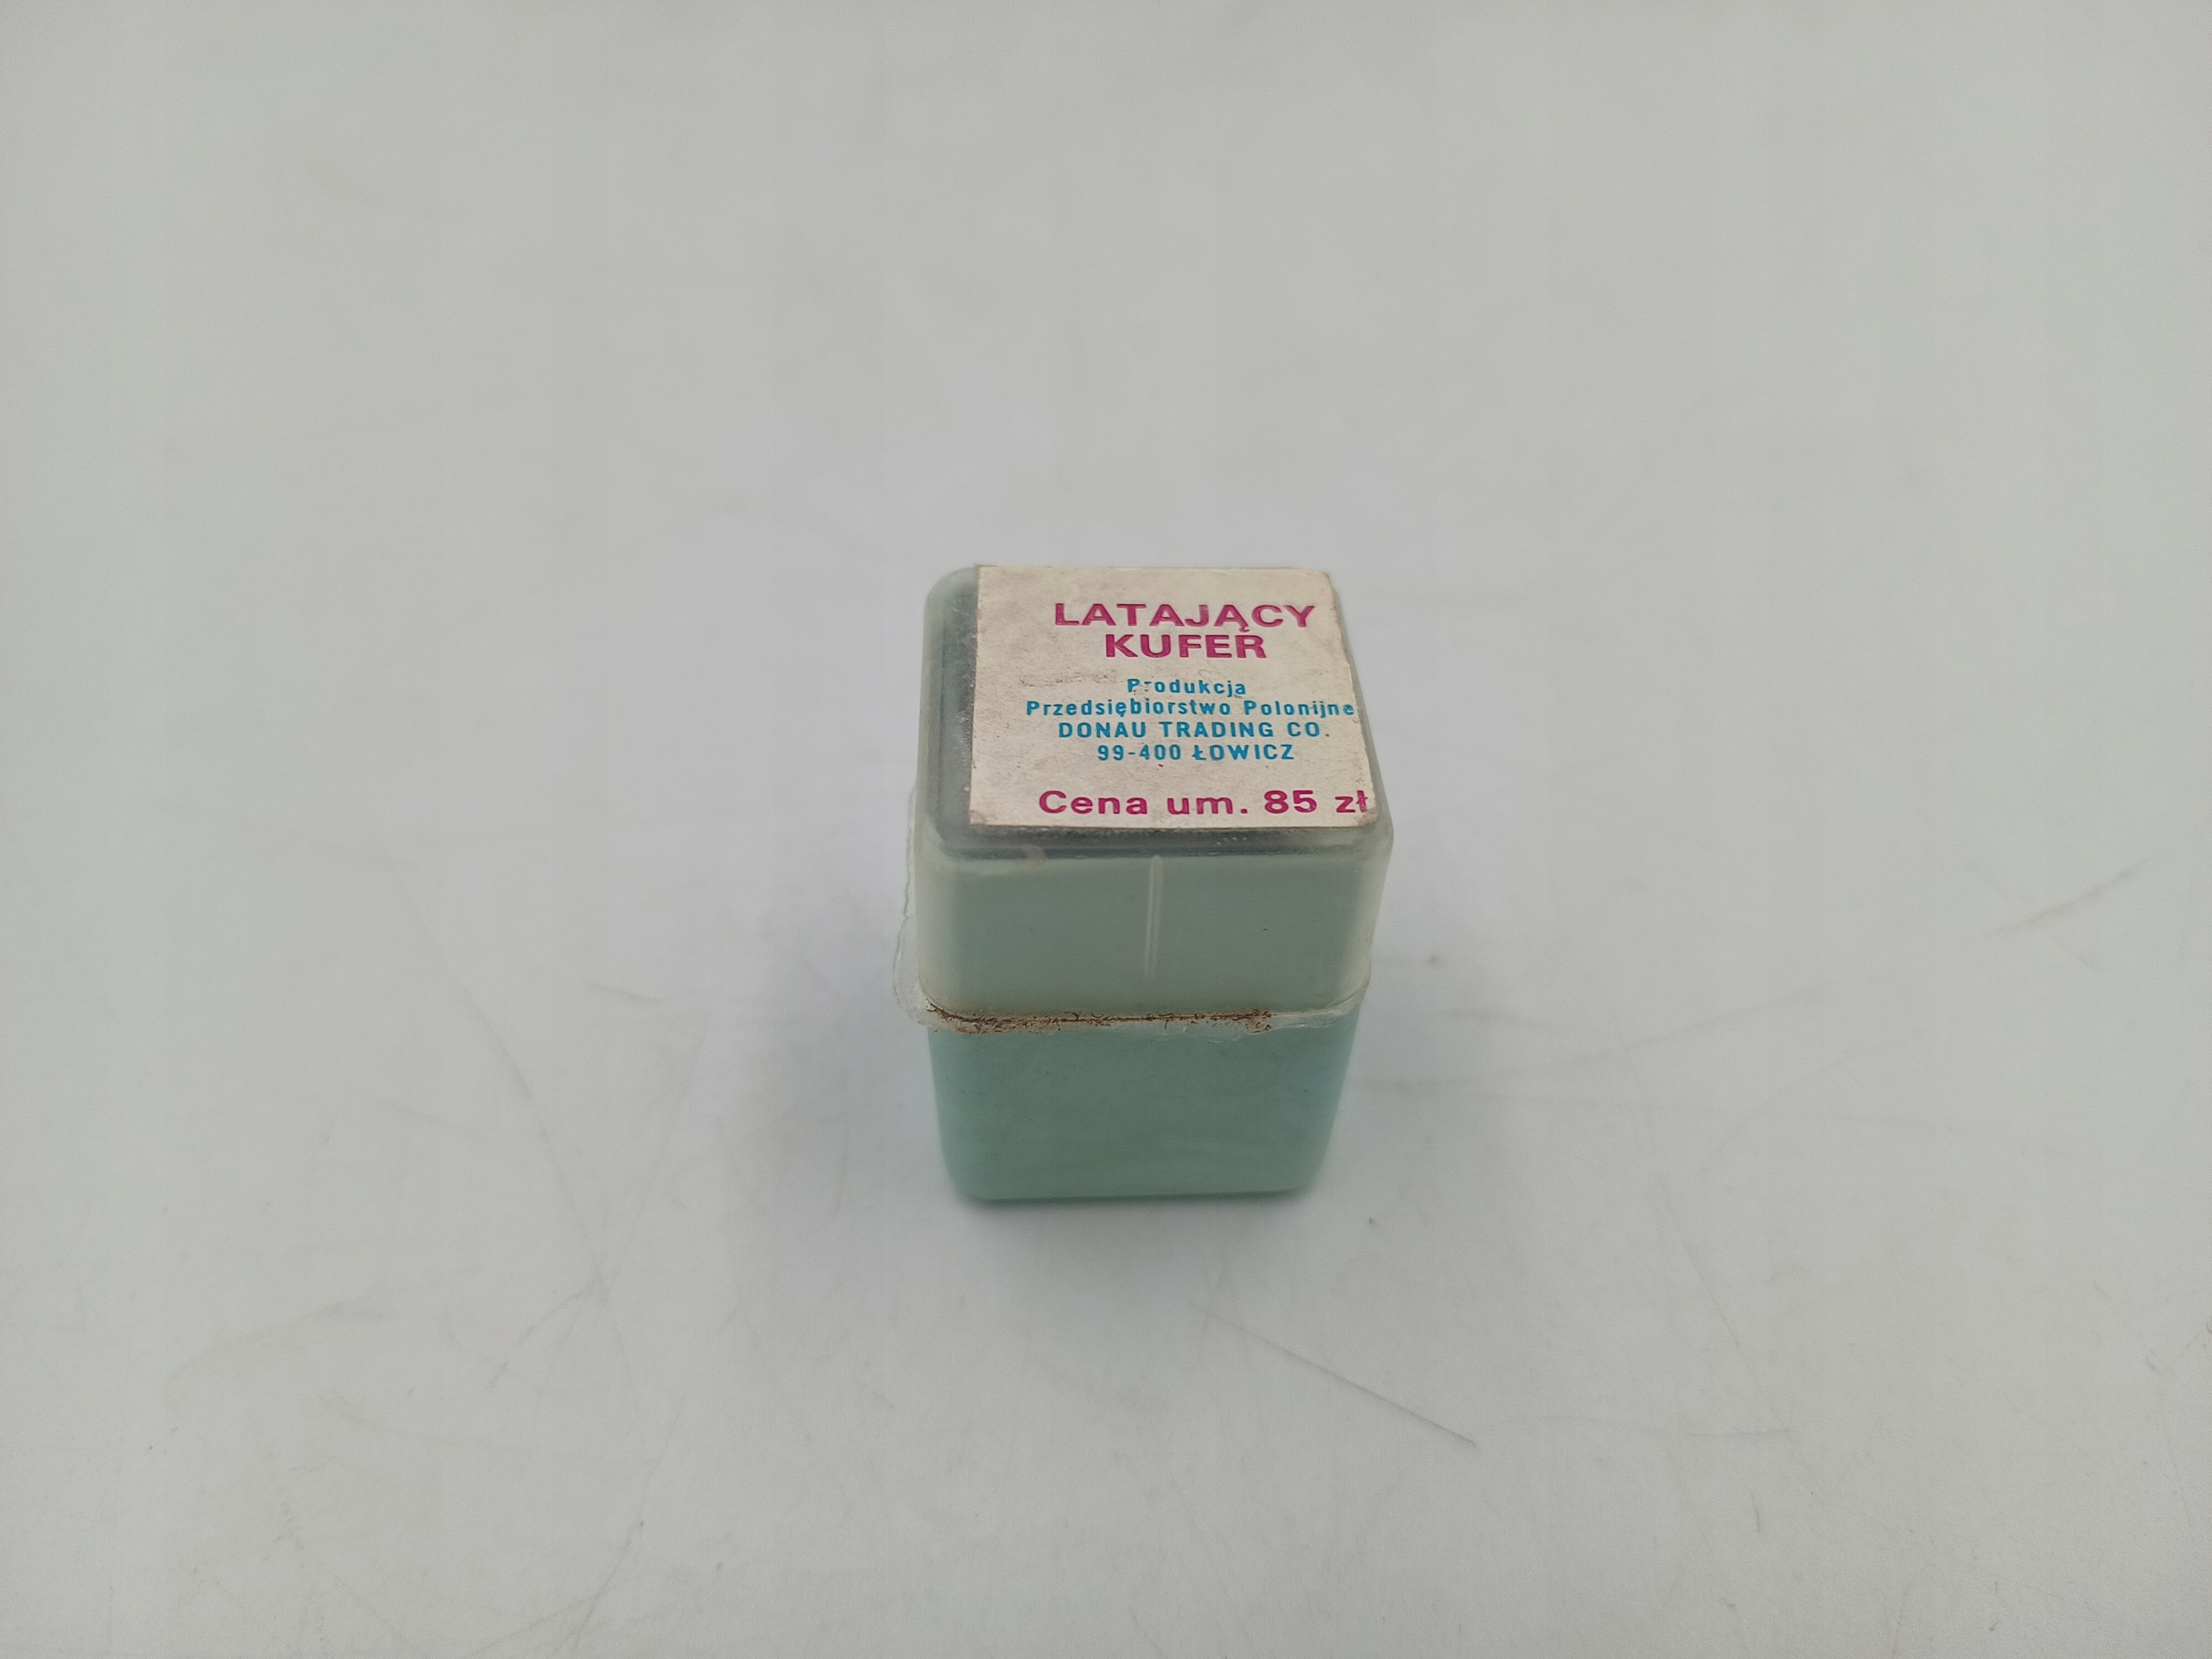 LATAJĄCY
KUFER
Produkcja
Przedsiębiorstwo Polonijne
DONAU TRADING CO.
99-400 ŁOWICZ
Cena um. 85 zł